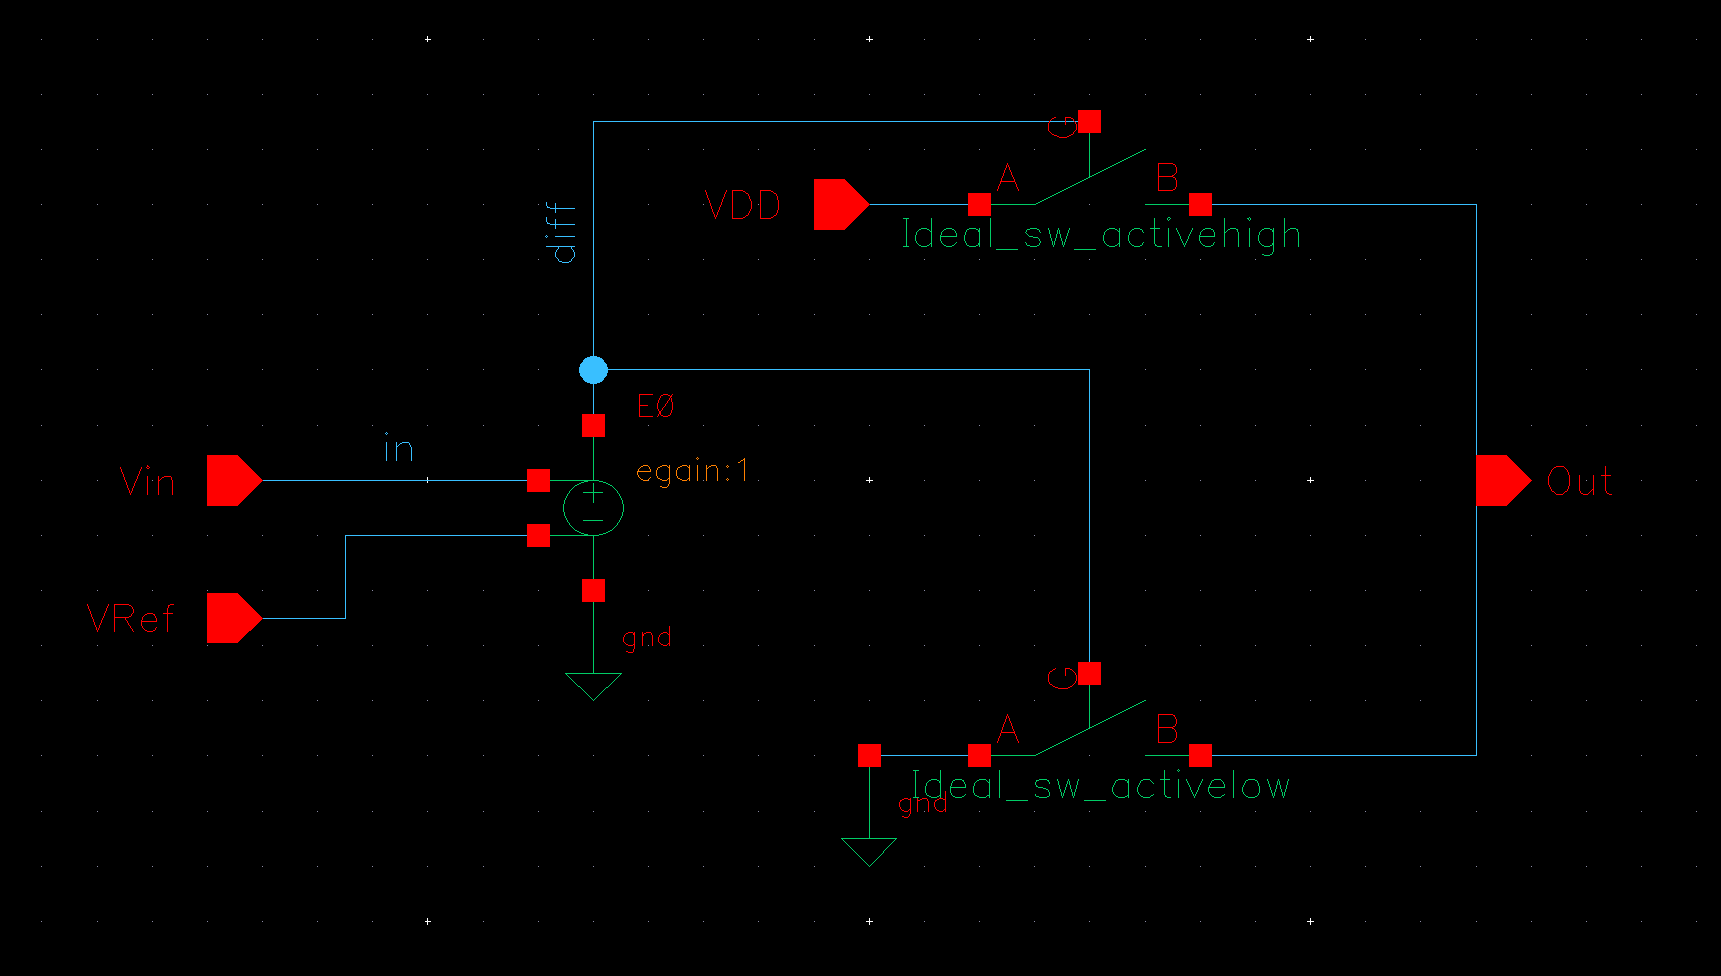 G
A
B
VDD
Ideal_sw_activehigh
diff
E0
in
egain:1
Vin
Out
VRef
gnd
G
A
B
Ideal_sw_activelow
gnd